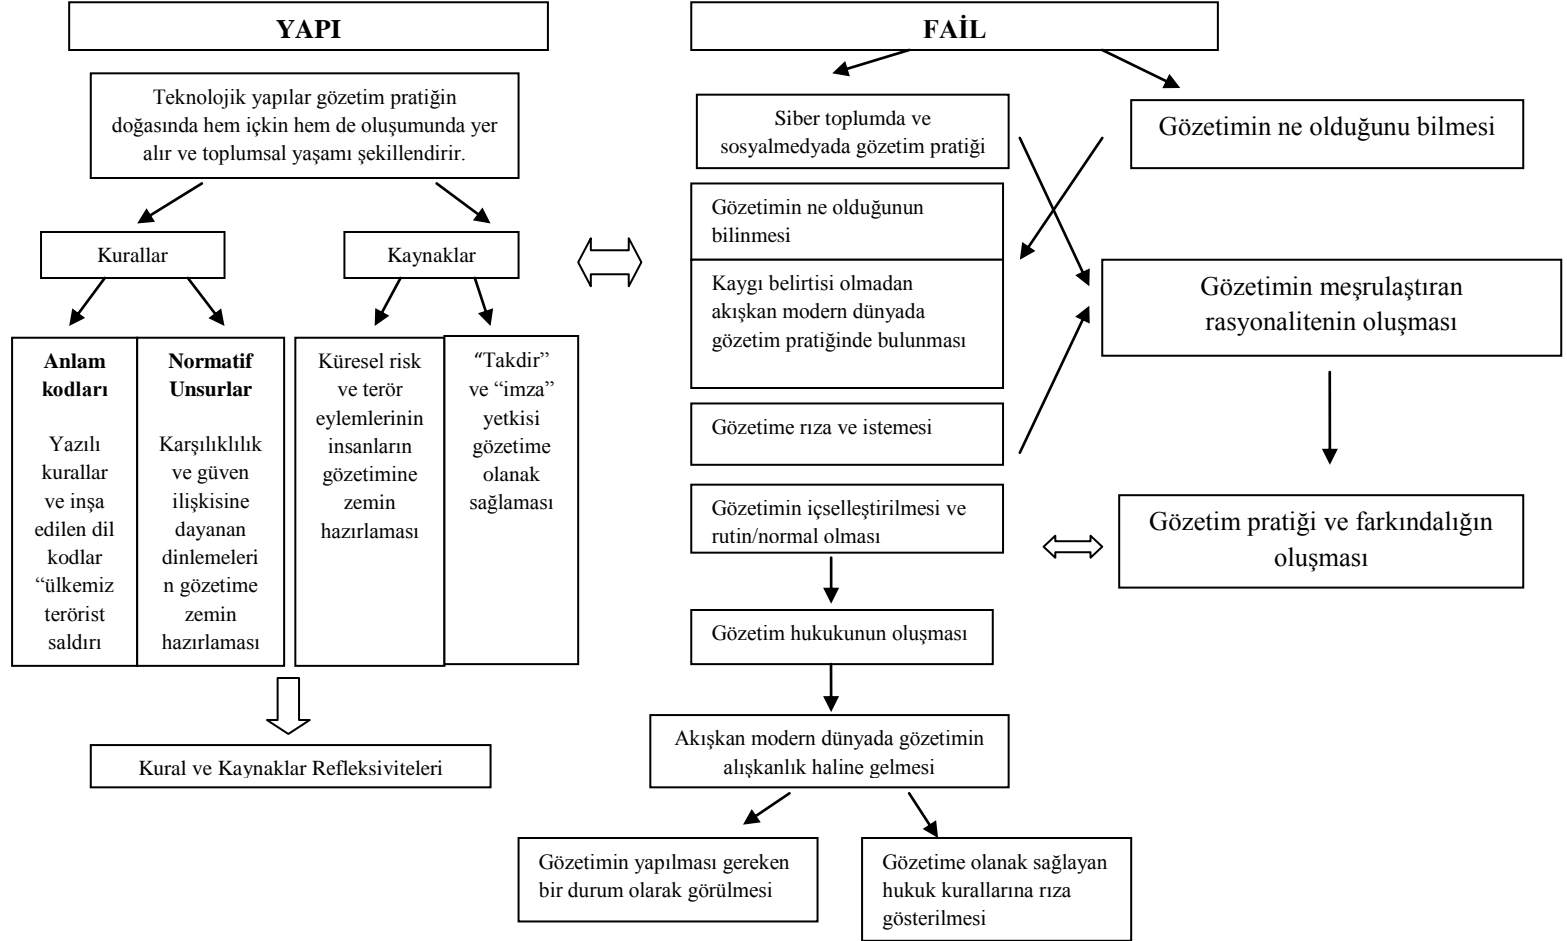 YAPI
Teknolojik yapılar gözetim pratiğin
doğasında hem içkin hem de oluşumunda yer
alır ve toplumsal yaşamı şekillendirir.
Kurallar
Kaynaklar
Anlam
kodları
Yazılı
kurallar
ve inşa
edilen dil
kodlar
“ülkemiz
terörist
saldırı
Normatif
Unsurlar
Karşılıklılık
ve güven
ilişkisine
dayanan
dinlemeleri
n gözetime
zemin
hazırlaması
Küresel risk
ve terör
eylemlerinin
insanların
gözetimine
zemin
hazırlaması
“Takdir”
ve “imza”
yetkisi
gözetime
olanak
sağlaması
Kural ve Kaynaklar Refleksiviteleri
FAİL
Siber toplumda ve
sosyalmedyada gözetim pratiği
Gözetimin ne olduğunu bilmesi
Gözetimin ne olduğunun
bilinmesi
Kaygı belirtisi olmadan
akışkan modern dünyada
gözetim pratiğinde bulunması
Gözetimin meşrulaştıran
rasyonalitenin oluşması
Gözetime rıza ve istemesi
Gözetimin içselleştirilmesi ve
rutin/normal olması
Gözetim pratiği ve farkındalığın
oluşması
Gözetim hukukunun oluşması
Akışkan modern dünyada gözetimin
alışkanlık haline gelmesi
Gözetimin yapılması gereken
bir durum olarak görülmesi
Gözetime olanak sağlayan
hukuk kurallarına rıza
gösterilmesi